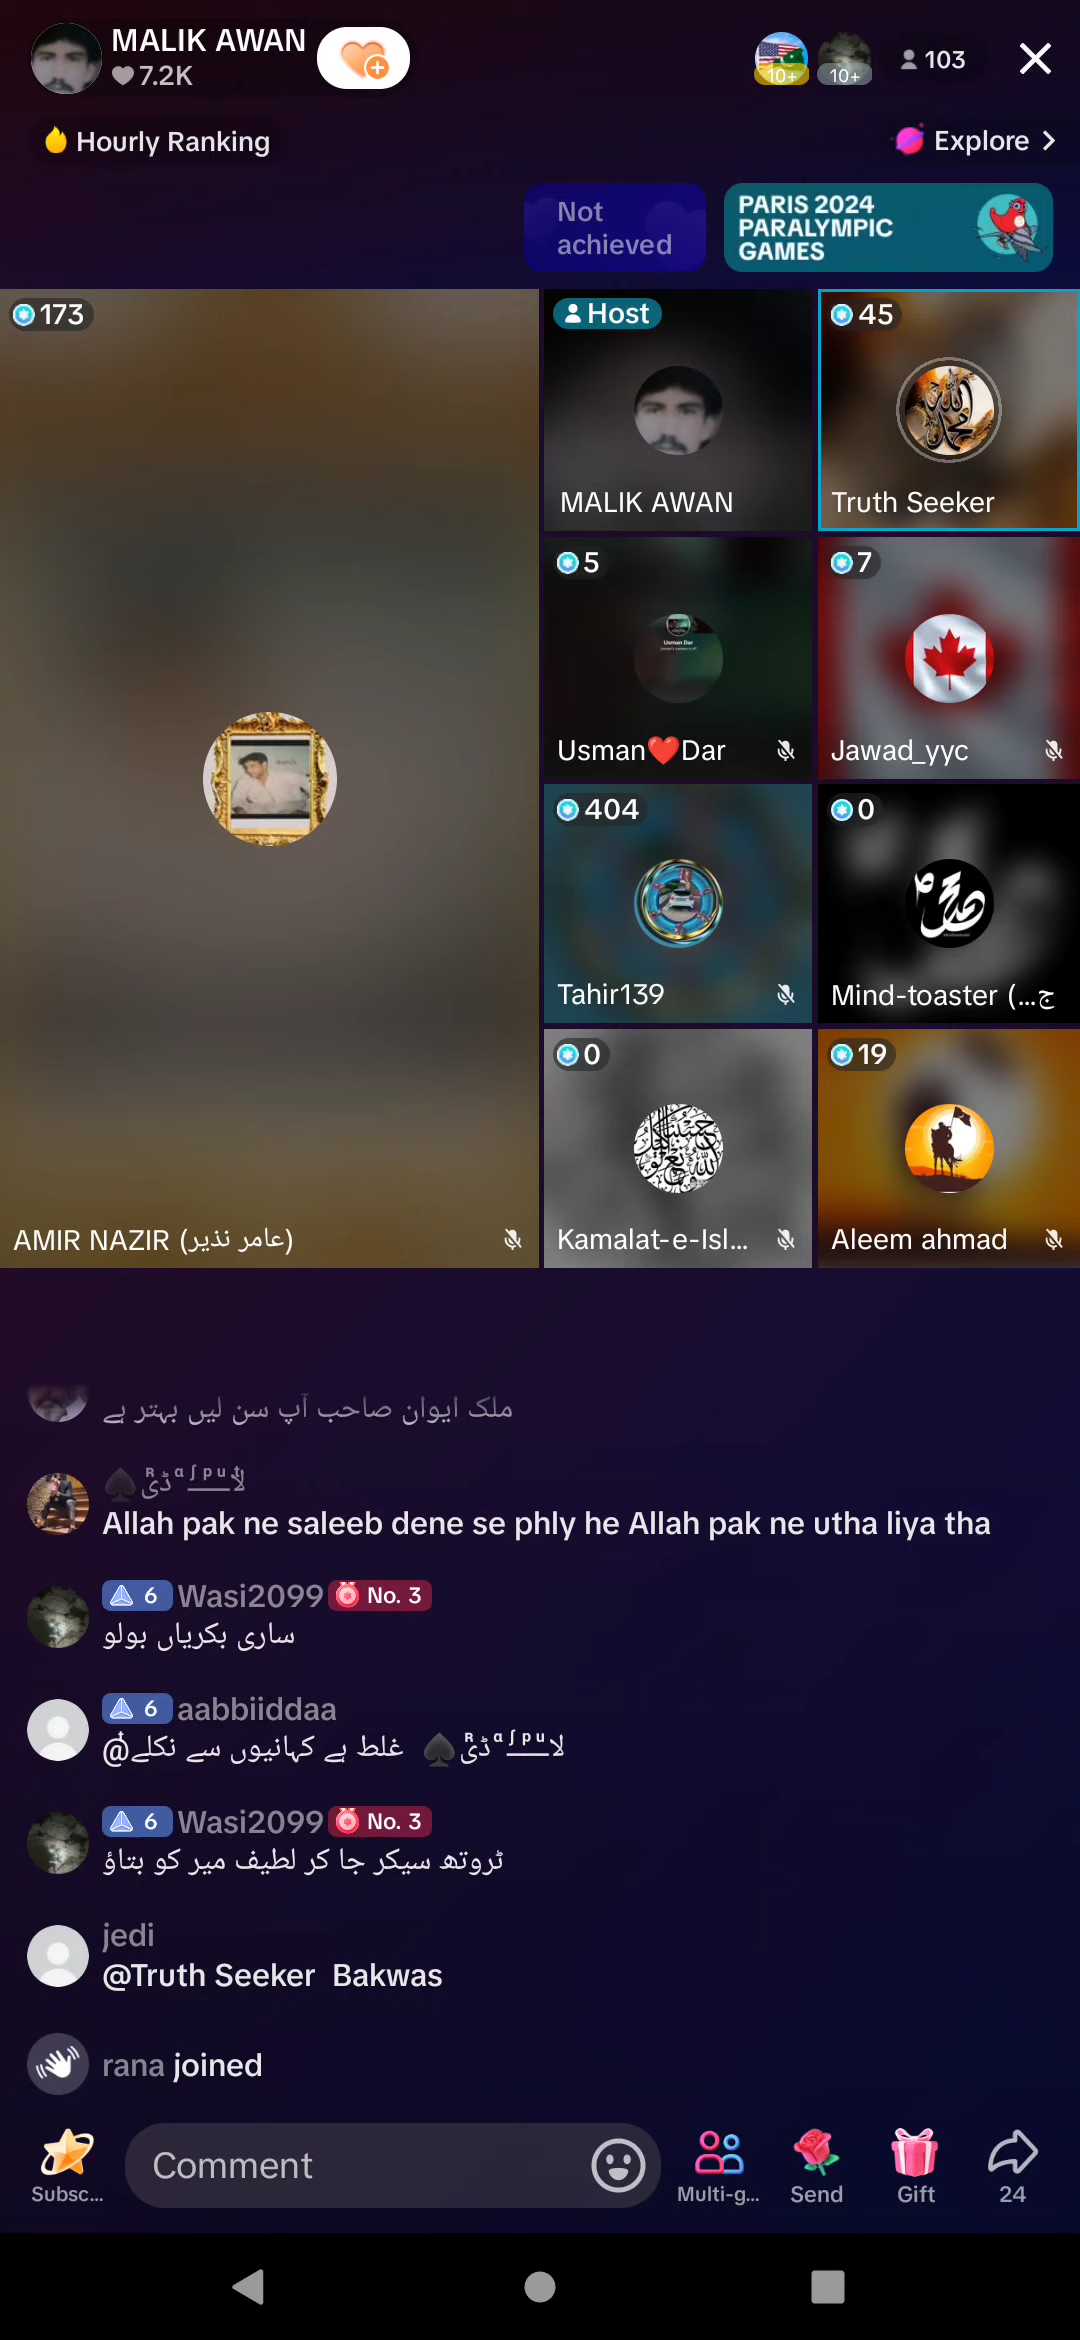 MALIK AWAN
7.2K
10+
10+
103
Hourly Ranking
Explore
Not
achieved
PARIS 2024
PARALYMPIC
GAMES
173
Host
45
MALIK AWAN
Truth Seeker
5
7
Usman Dar
Usman❤️Dar
Jawad_yyc
404
0
Tahir139
Mind-toaster (...ج
0
19
AMIR NAZIR (عامر نذیر)
Kamalat-e-Isl...
Aleem ahmad
ملک ایوان صاحب آپ سن لیں بہتر ہے
Allah pak ne saleeb dene se phly he Allah pak ne utha liya tha
6 Wasi2099 No. 3
ساری بکریاں بولو
6 aabbiiddaa
غلط ہے کہانیوں سے نکلے
6 Wasi2099 No. 3
ٹروتھ سیکر جا کر لطیف میر کو بتاؤ
jedi
@Truth Seeker Bakwas
rana joined
Subsc...
Comment
Multi-g...
Send
Gift
24